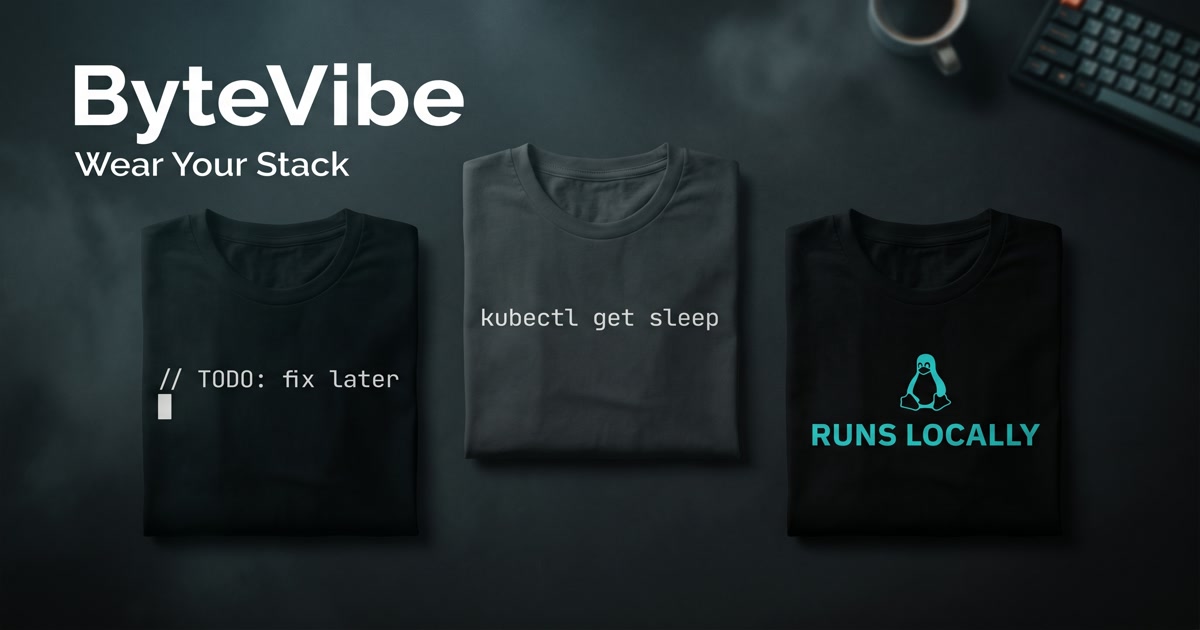 ByteVibe
Wear Your Stack
// TODO: fix later
kubectl get sleep
RUNS LOCALLY